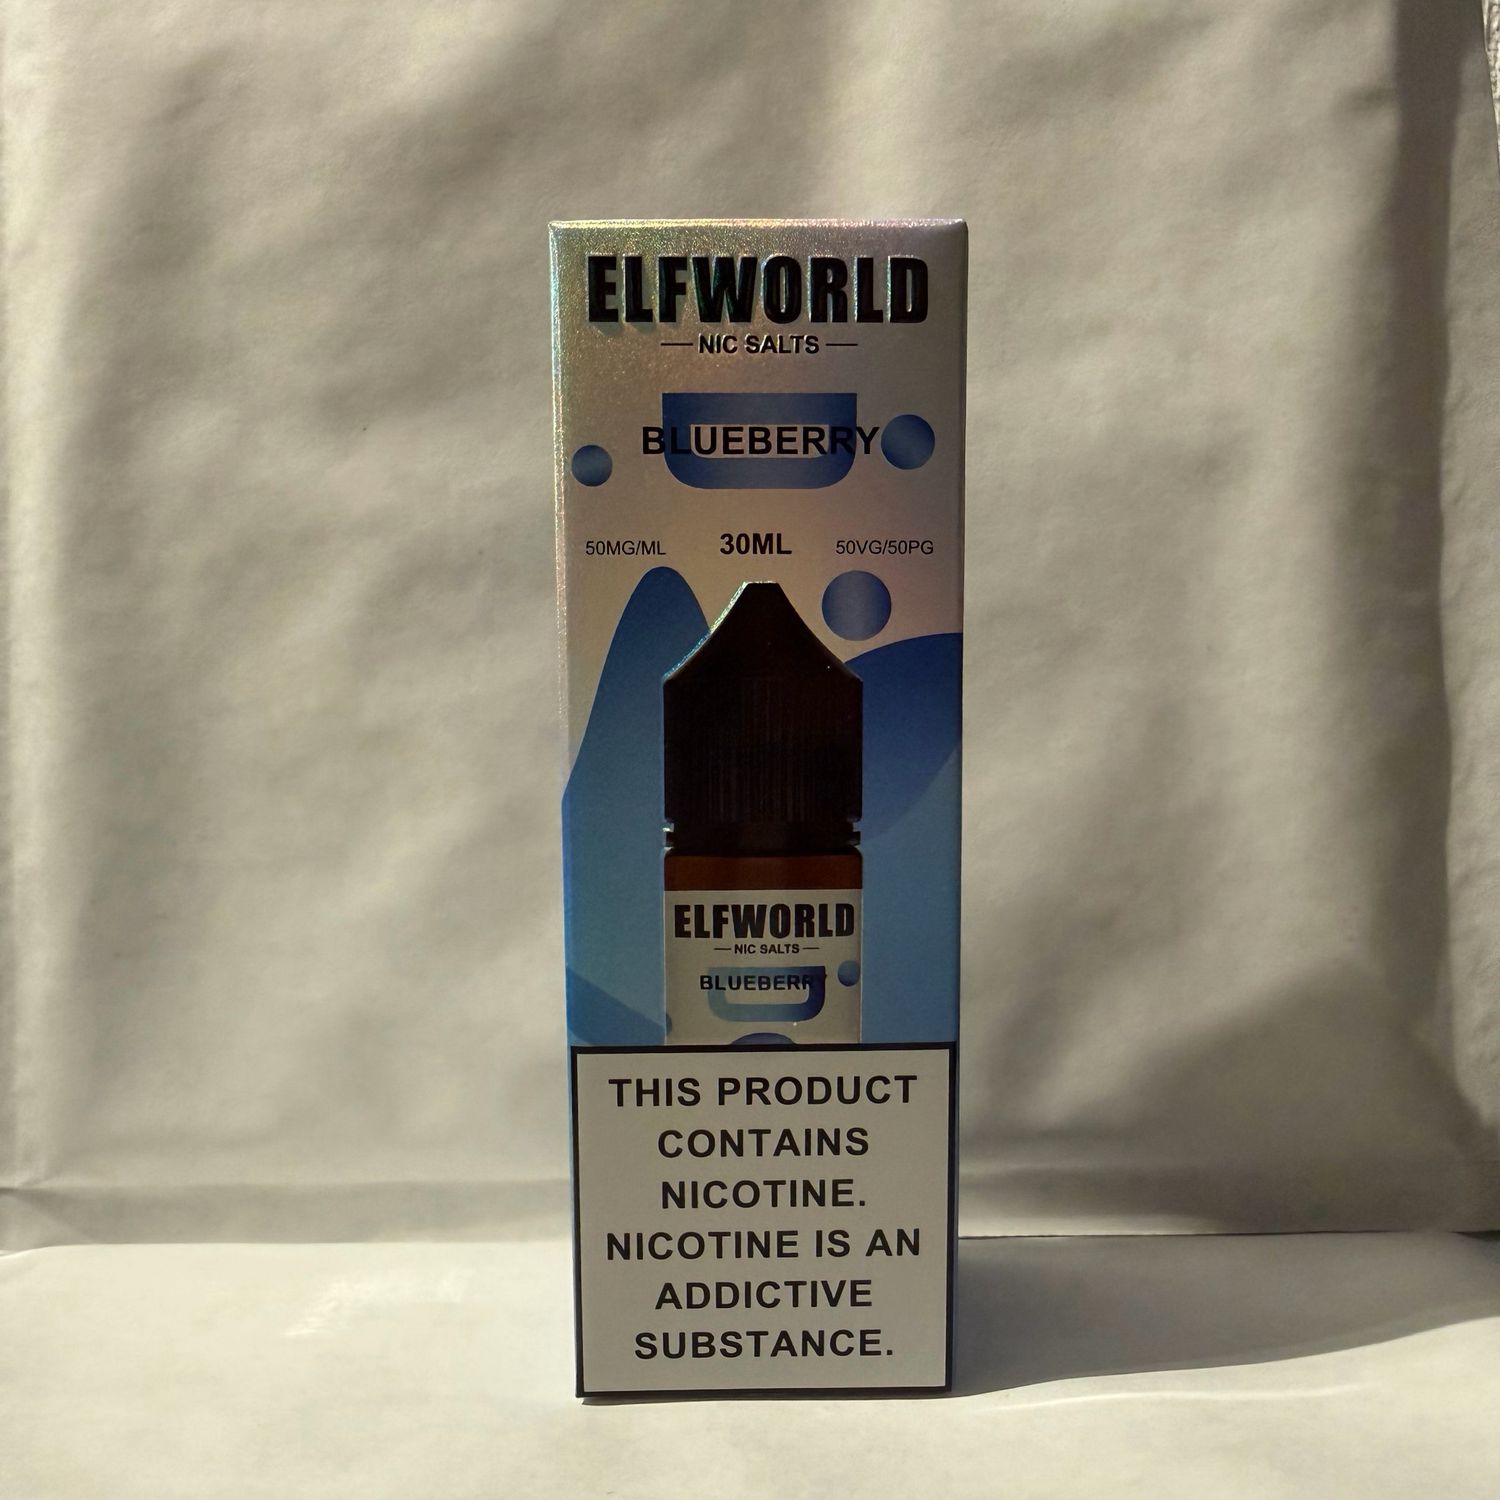 ELFWORLD
NIC SALTS
BLUEBERRY
50MG/ML 30ML 50VG/50PG
ELFWORLD
NIC SALTS
BLUEBERRY
THIS PRODUCT
CONTAINS
NICOTINE.
NICOTINE IS AN
ADDICTIVE
SUBSTANCE.